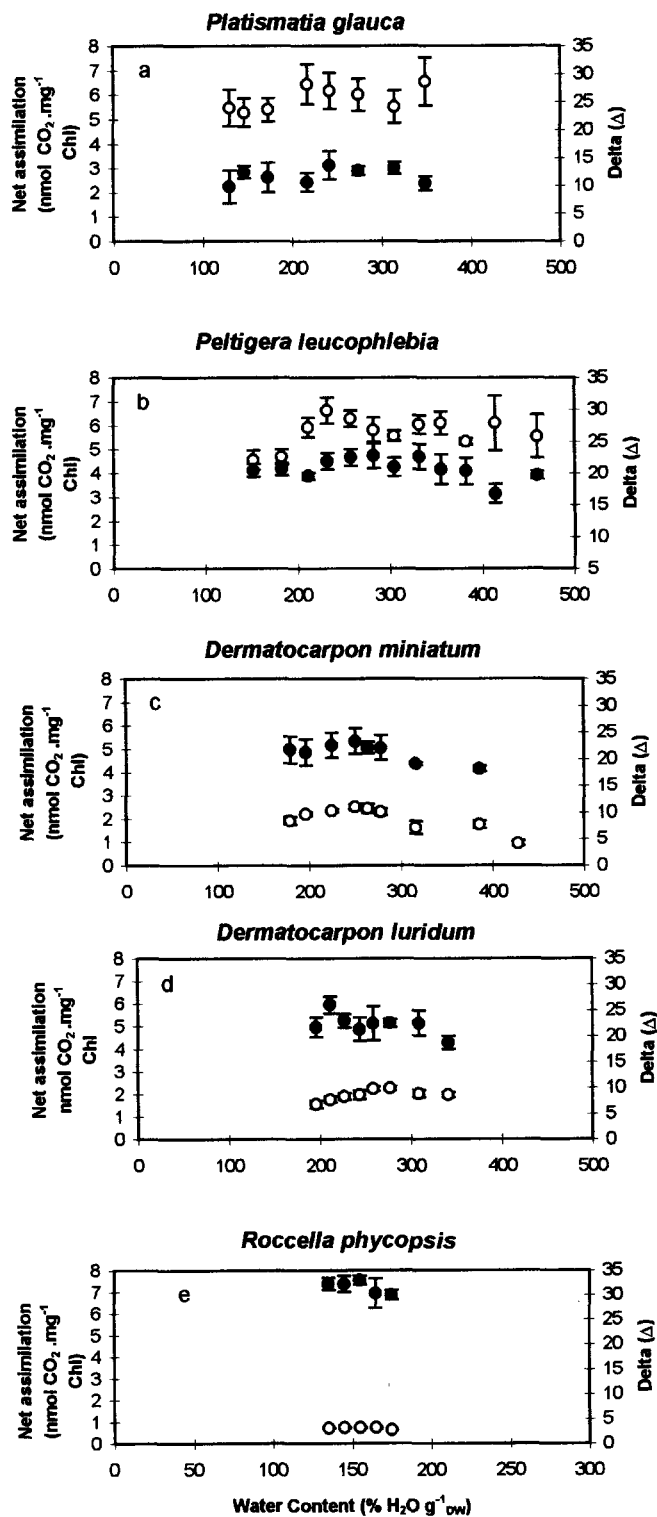 Platismatia glauca
a
Net assimilation
(nmol CO2 .mg-1
Chl)
8
7
6
5
4
3
2
1
0
35
30
25
20
15
10
5
0
Delta (Δ)
0 100 200 300 400 500
Peltigera leucophlebia
b
Net assimilation
(nmol CO2 .mg-1
Chl)
8
7
6
5
4
3
2
1
0
35
30
25
20
15
10
5
Delta (Δ)
0 100 200 300 400 500
Dermatocarpon miniatum
c
Net assimilation
(nmol CO2 .mg-1
Chl)
8
7
6
5
4
3
2
1
0
35
30
25
20
15
10
5
0
Delta (Δ)
0 100 200 300 400 500
Dermatocarpon luridum
d
Net assimilation
nmol CO2 .mg-1
Chl
8
7
6
5
4
3
2
1
0
35
30
25
20
15
10
5
0
Delta (Δ)
0 100 200 300 400 500
Roccella phycopsis
e
Net assimilation
(nmol CO2 .mg-1
Chl)
8
7
6
5
4
3
2
1
0
35
30
25
20
15
10
5
0
Delta (Δ)
0 50 100 150 200 250 300
Water Content (% H2O g-1DW)